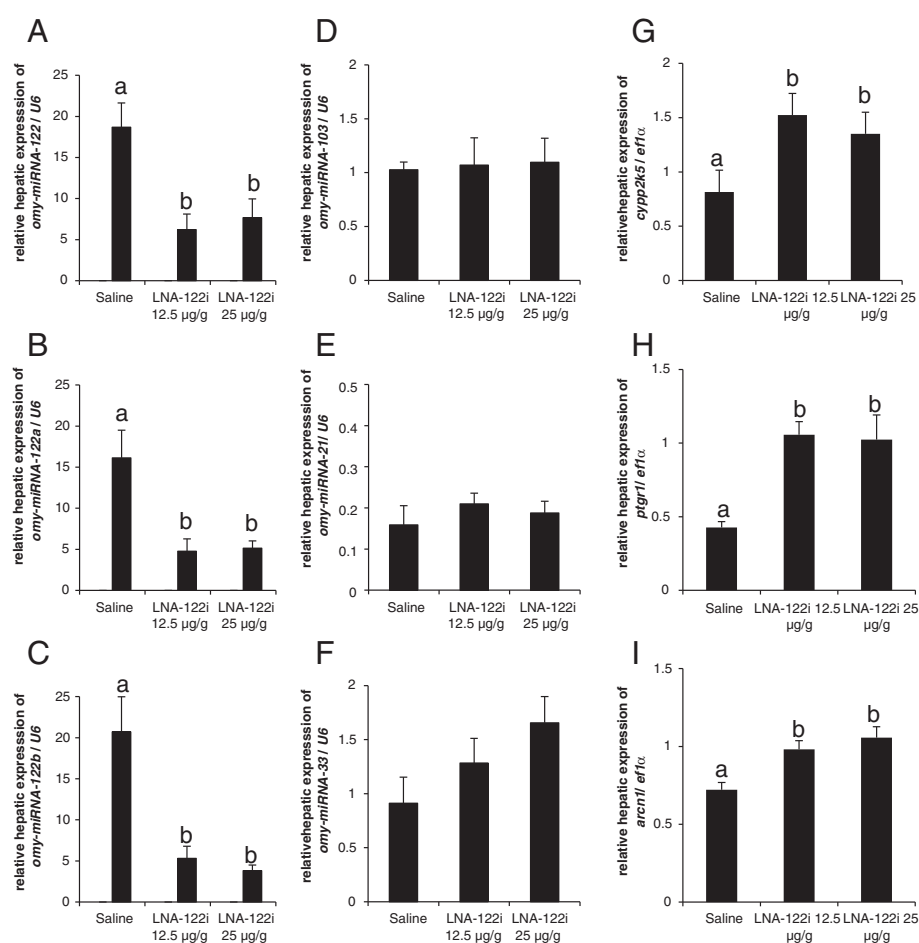 A
relative hepatic expresssion of
omy-miRNA-122 / U6
25
20
15
10
5
0
a
b
b
Saline
LNA-122i
12.5 µg/g
LNA-122i
25 µg/g
D
relative hepatic expresssion of
omy-miRNA-103 / U6
2
1.5
1
0.5
0
Saline
LNA-122i
12.5 µg/g
LNA-122i
25 µg/g
G
relativehepatic expression of
cypp2k5/ ef1α
2
1.5
1
0.5
0
a
b
b
Saline
LNA-122i 12.5
µg/g
LNA-122i 25
µg/g
B
relative hepatic expresssion of
omy-miRNA-122a / U6
25
20
15
10
5
0
a
b
b
Saline
LNA-122i
12.5 µg/g
LNA-122i
25 µg/g
E
relative hepatic expresssion of
omy-miRNA-21/ U6
0.5
0.4
0.3
0.2
0.1
0
Saline
LNA-122i
12.5 µg/g
LNA-122i
25 µg/g
H
relative hepatic expression of
ptgr1/ ef1α
1.5
1
0.5
0
a
b
b
Saline
LNA-122i 12.5
µg/g
LNA-122i 25
µg/g
C
relative hepatic expresssion of
omy-miRNA-122b / U6
25
20
15
10
5
0
a
b
b
Saline
LNA-122i
12.5 µg/g
LNA-122i
25 µg/g
F
relativehepatic expresssion of
omy-miRNA-33 / U6
2
1.5
1
0.5
0
Saline
LNA-122i
12.5 µg/g
LNA-122i
25 µg/g
I
relative hepatic expression of
arcn1/ ef1α
1.5
1
0.5
0
a
b
b
Saline
LNA-122i 12.5
µg/g
LNA-122i 25
µg/g